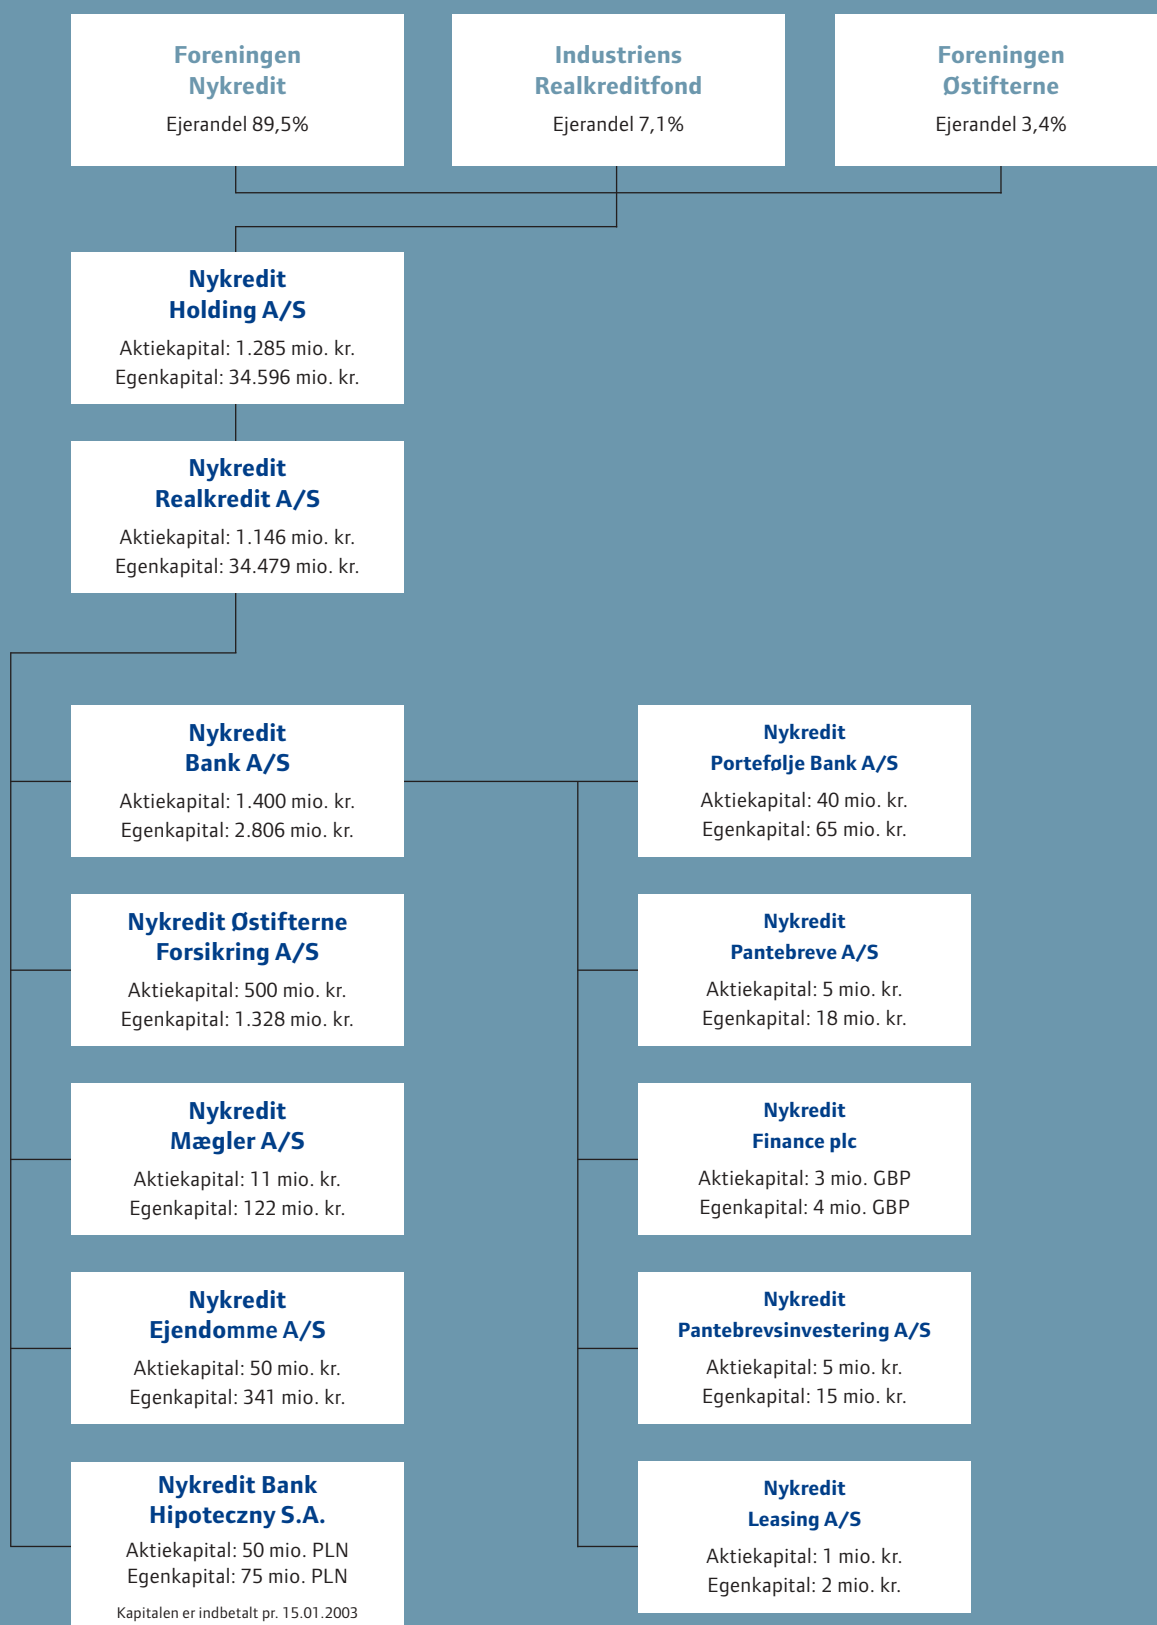 Foreningen
Nykredit
Ejerandel 89,5%
Industriens
Realkreditfond
Ejerandel 7,1%
Foreningen
Østifterne
Ejerandel 3,4%
Nykredit
Holding A/S
Aktiekapital: 1.285 mio. kr.
Egenkapital: 34.596 mio. kr.
Nykredit
Realkredit A/S
Aktiekapital: 1.146 mio. kr.
Egenkapital: 34.479 mio. kr.
Nykredit
Bank A/S
Aktiekapital: 1.400 mio. kr.
Egenkapital: 2.806 mio. kr.
Nykredit
Portefølje Bank A/S
Aktiekapital: 40 mio. kr.
Egenkapital: 65 mio. kr.
Nykredit Østifterne
Forsikring A/S
Aktiekapital: 500 mio. kr.
Egenkapital: 1.328 mio. kr.
Nykredit
Pantebreve A/S
Aktiekapital: 5 mio. kr.
Egenkapital: 18 mio. kr.
Nykredit
Mægler A/S
Aktiekapital: 11 mio. kr.
Egenkapital: 122 mio. kr.
Nykredit
Finance plc
Aktiekapital: 3 mio. GBP
Egenkapital: 4 mio. GBP
Nykredit
Ejendomme A/S
Aktiekapital: 50 mio. kr.
Egenkapital: 341 mio. kr.
Nykredit
Pantebrevsinvestering A/S
Aktiekapital: 5 mio. kr.
Egenkapital: 15 mio. kr.
Nykredit Bank
Hipoteczny S.A.
Aktiekapital: 50 mio. PLN
Egenkapital: 75 mio. PLN
Kapitalen er indbetalt pr. 15.01.2003
Nykredit
Leasing A/S
Aktiekapital: 1 mio. kr.
Egenkapital: 2 mio. kr.